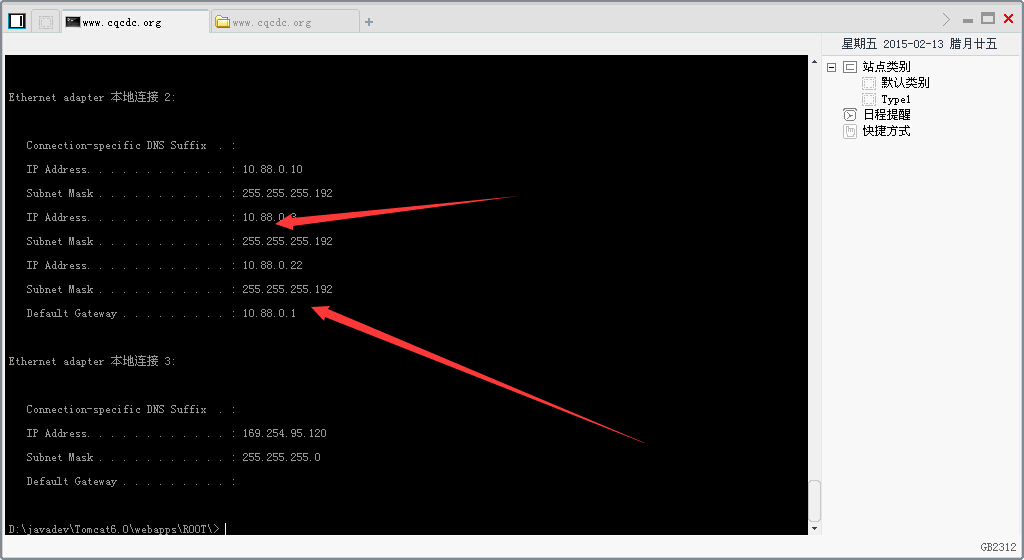 www.cqcdc.org
www.cqcdc.org
星期五 2015-02-13 腊月廿五
Ethernet adapter 本地连接 2:
Connection-specific DNS Suffix . :
IP Address. . . . . . . . . . . . : 10.88.0.10
Subnet Mask . . . . . . . . . . . : 255.255.255.192
IP Address. . . . . . . . . . . . : 10.88.0.
Subnet Mask . . . . . . . . . . . : 255.255.255.192
IP Address. . . . . . . . . . . . : 10.88.0.22
Subnet Mask . . . . . . . . . . . : 255.255.255.192
Default Gateway . . . . . . . . . : 10.88.0.1
Ethernet adapter 本地连接 3:
Connection-specific DNS Suffix . :
IP Address. . . . . . . . . . . . : 169.254.95.120
Subnet Mask . . . . . . . . . . . : 255.255.255.0
Default Gateway . . . . . . . . . :
D:\javadev\Tomcat6.0\webapps\ROOT\>
站点类别
默认类别
Type1
日程提醒
快捷方式
GB2312